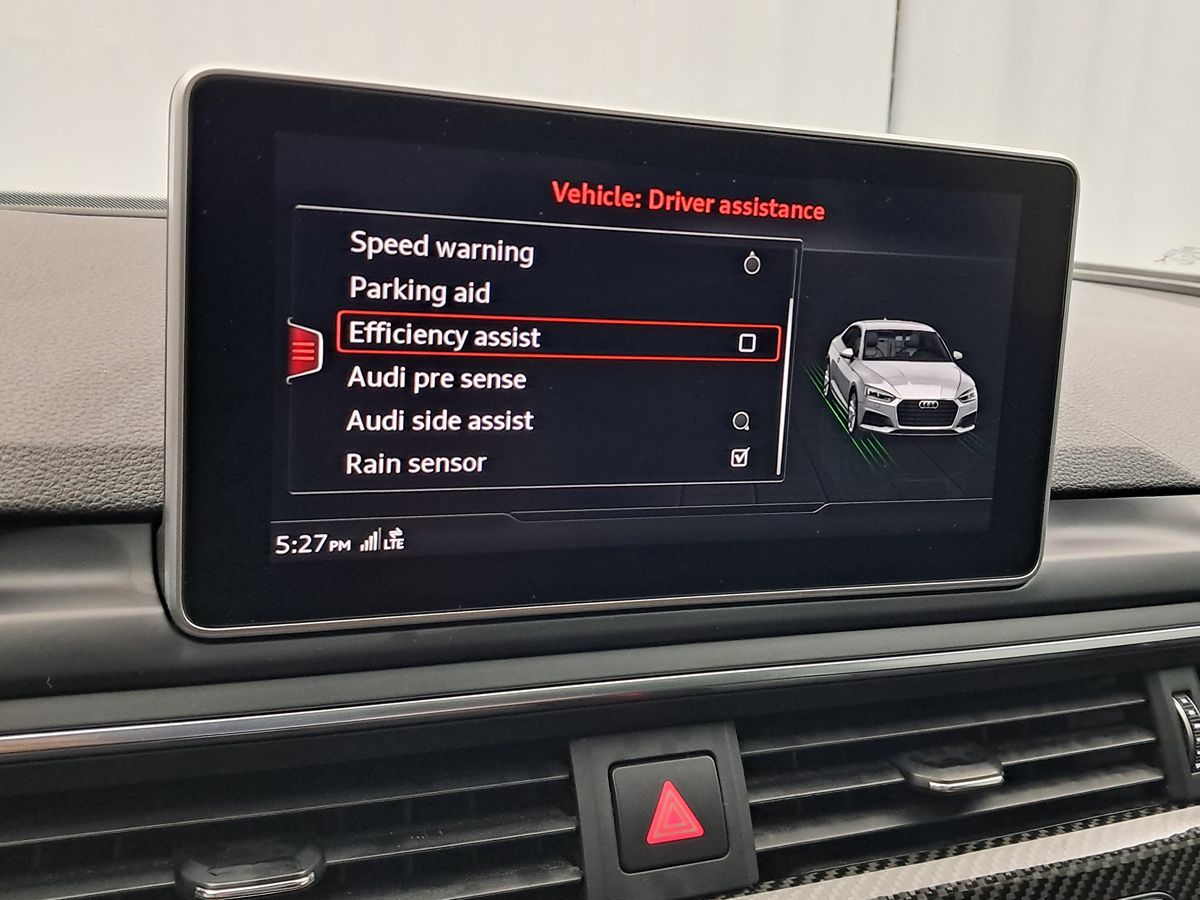 Vehicle: Driver assistance
Speed warning
Parking aid
Efficiency assist
Audi pre sense
Audi side assist
Rain sensor
5:27PM LTE